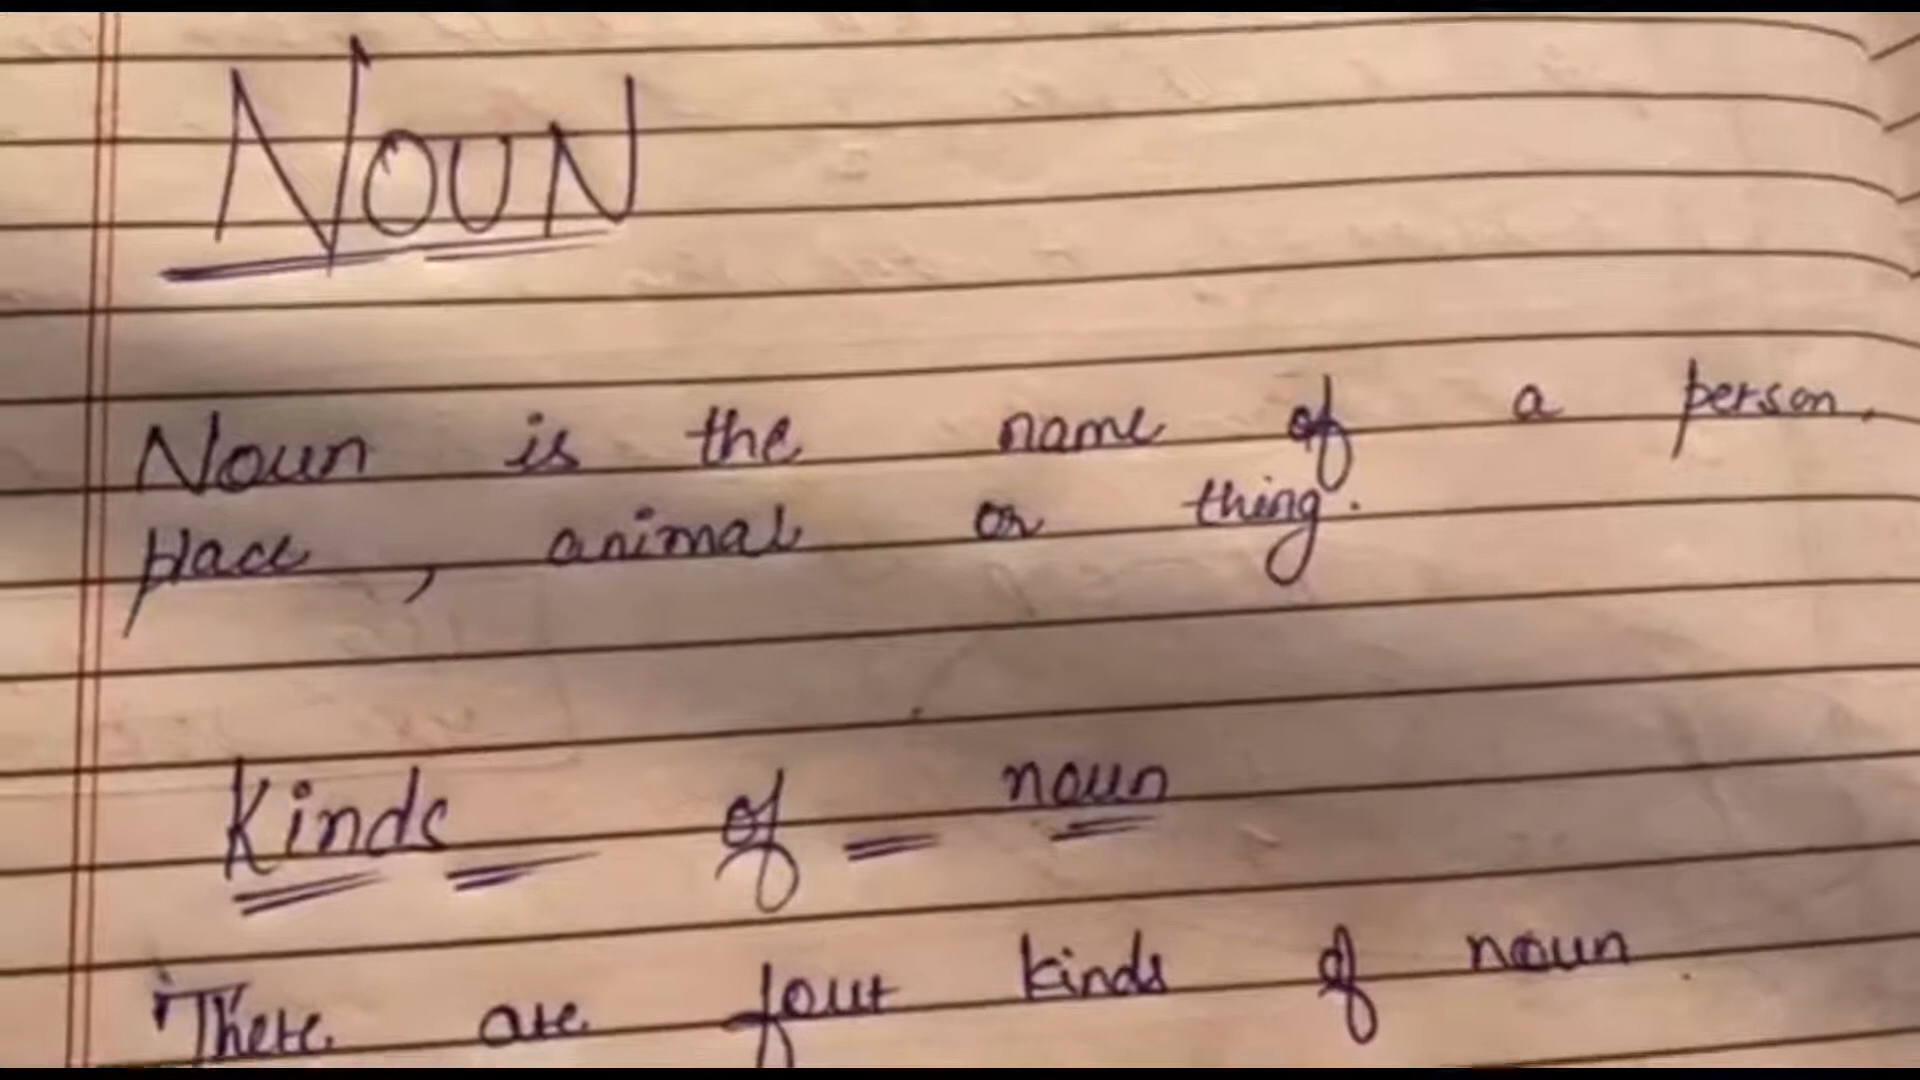 NOUN
Noun is the name of a person,
place, animal or thing.
Kinds of noun
There are four kinds of noun.